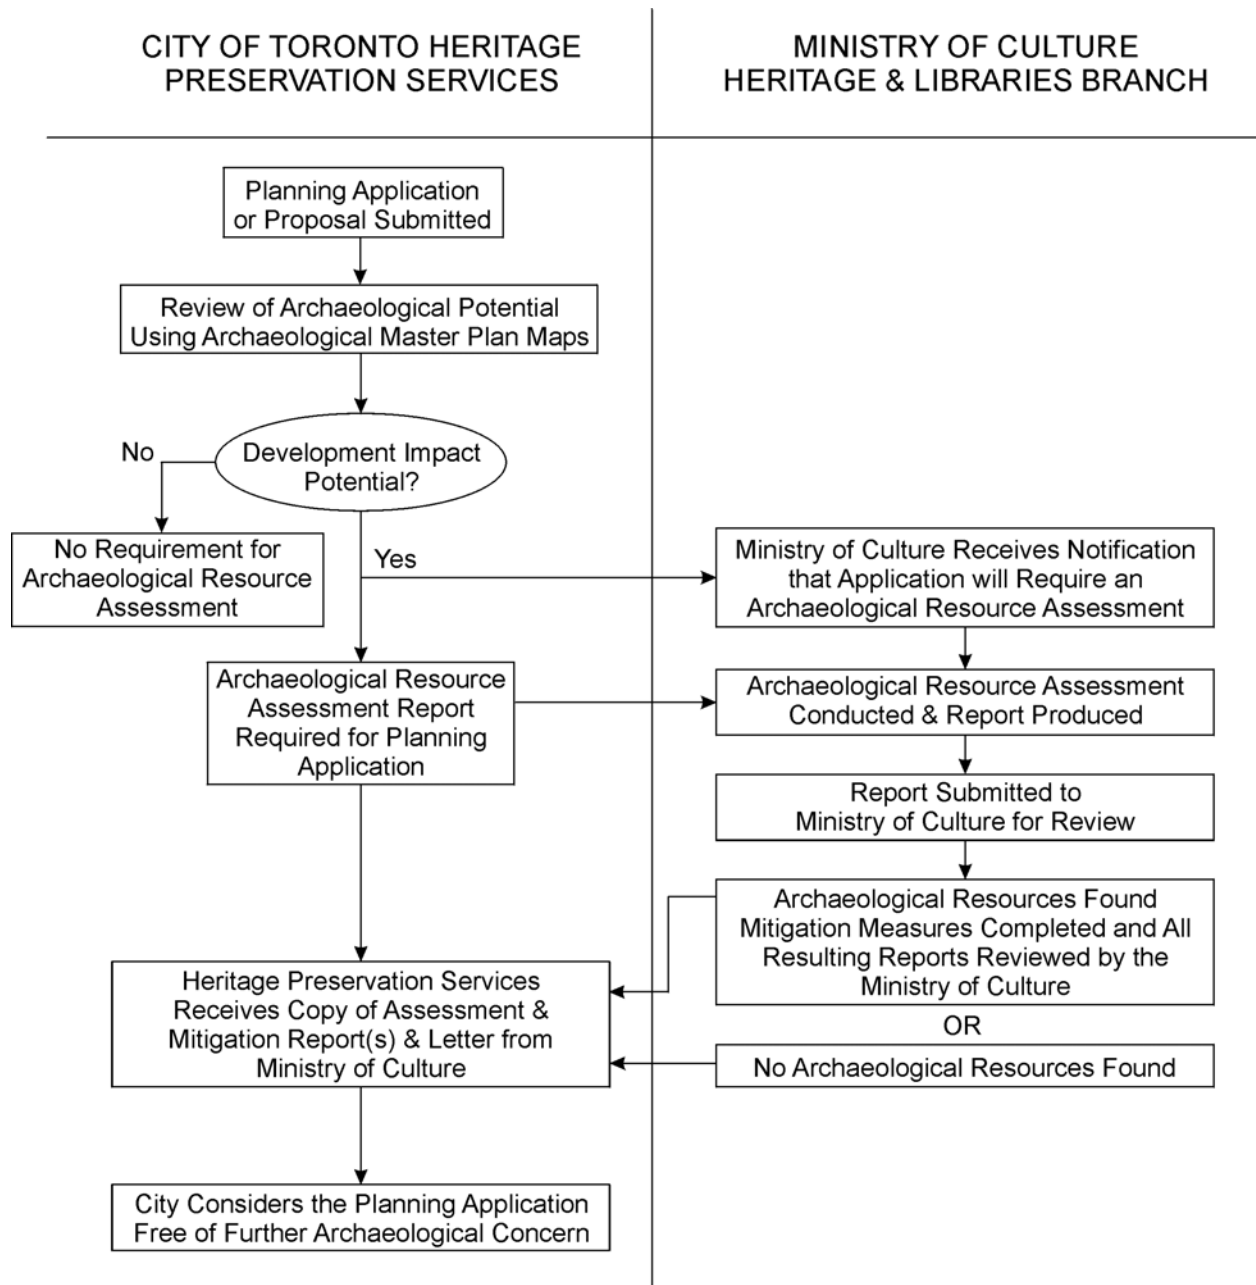 CITY OF TORONTO HERITAGE
PRESERVATION SERVICES
MINISTRY OF CULTURE
HERITAGE & LIBRARIES BRANCH
Planning Application
or Proposal Submitted
Review of Archaeological Potential
Using Archaeological Master Plan Maps
Development Impact
Potential?
No
No Requirement for
Archaeological Resource
Assessment
Yes
Ministry of Culture Receives Notification
that Application will Require an
Archaeological Resource Assessment
Archaeological Resource
Assessment Report
Required for Planning
Application
Archaeological Resource Assessment
Conducted & Report Produced
Report Submitted to
Ministry of Culture for Review
Archaeological Resources Found
Mitigation Measures Completed and All
Resulting Reports Reviewed by the
Ministry of Culture
OR
No Archaeological Resources Found
Heritage Preservation Services
Receives Copy of Assessment &
Mitigation Report(s) & Letter from
Ministry of Culture
City Considers the Planning Application
Free of Further Archaeological Concern